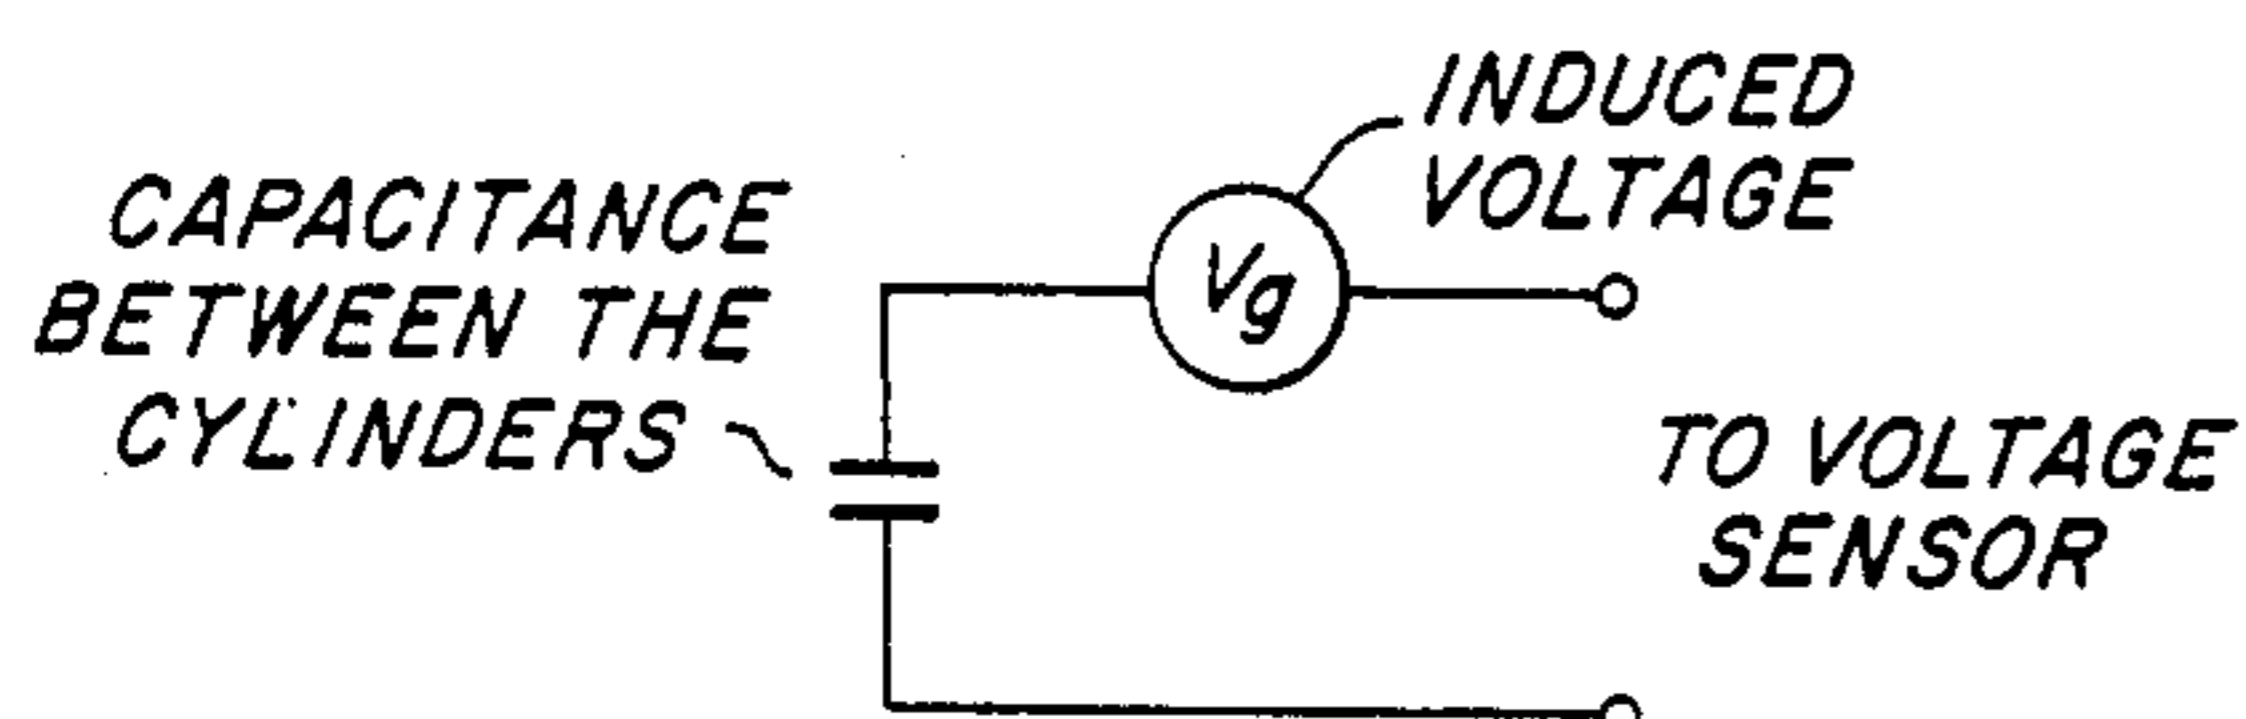 INDUCED
VOLTAGE
CAPACITANCE
BETWEEN THE
CYLINDERS
Vg
TO VOLTAGE
SENSOR